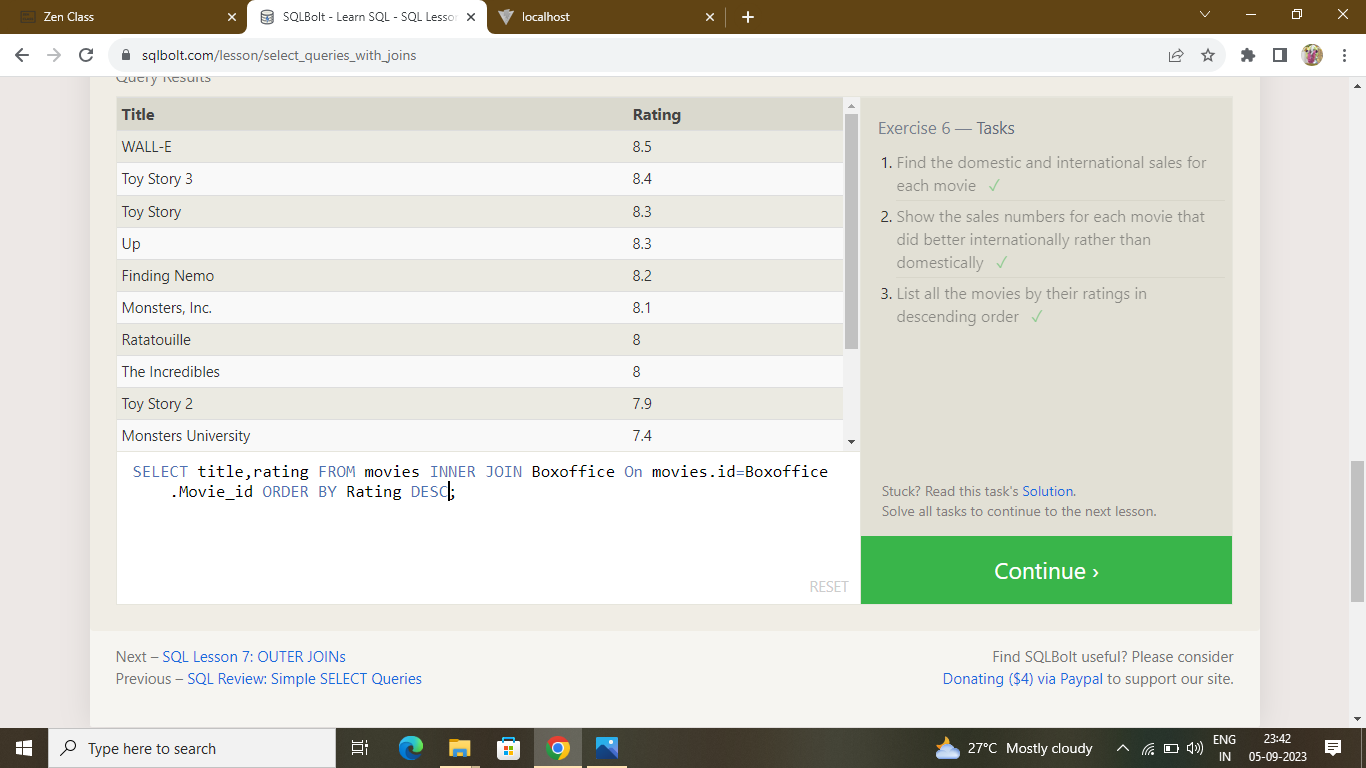 Zen Class
SQLBolt - Learn SQL - SQL Lesson
localhost
sqlbolt.com/lesson/select_queries_with_joins
Query Results
Title Rating
WALL-E 8.5
Toy Story 3 8.4
Toy Story 8.3
Up 8.3
Finding Nemo 8.2
Monsters, Inc. 8.1
Ratatouille 8
The Incredibles 8
Toy Story 2 7.9
Monsters University 7.4
SELECT title,rating FROM movies INNER JOIN Boxoffice On movies.id=Boxoffice
.Movie_id ORDER BY Rating DESC;
RESET
Exercise 6 — Tasks
1. Find the domestic and international sales for
each movie ✓
2. Show the sales numbers for each movie that
did better internationally rather than
domestically ✓
3. List all the movies by their ratings in
descending order ✓
Stuck? Read this task's Solution.
Solve all tasks to continue to the next lesson.
Continue ›
Next – SQL Lesson 7: OUTER JOINs
Previous – SQL Review: Simple SELECT Queries
Find SQLBolt useful? Please consider
Donating ($4) via Paypal to support our site.
Type here to search
27°C Mostly cloudy
ENG
IN
23:42
05-09-2023